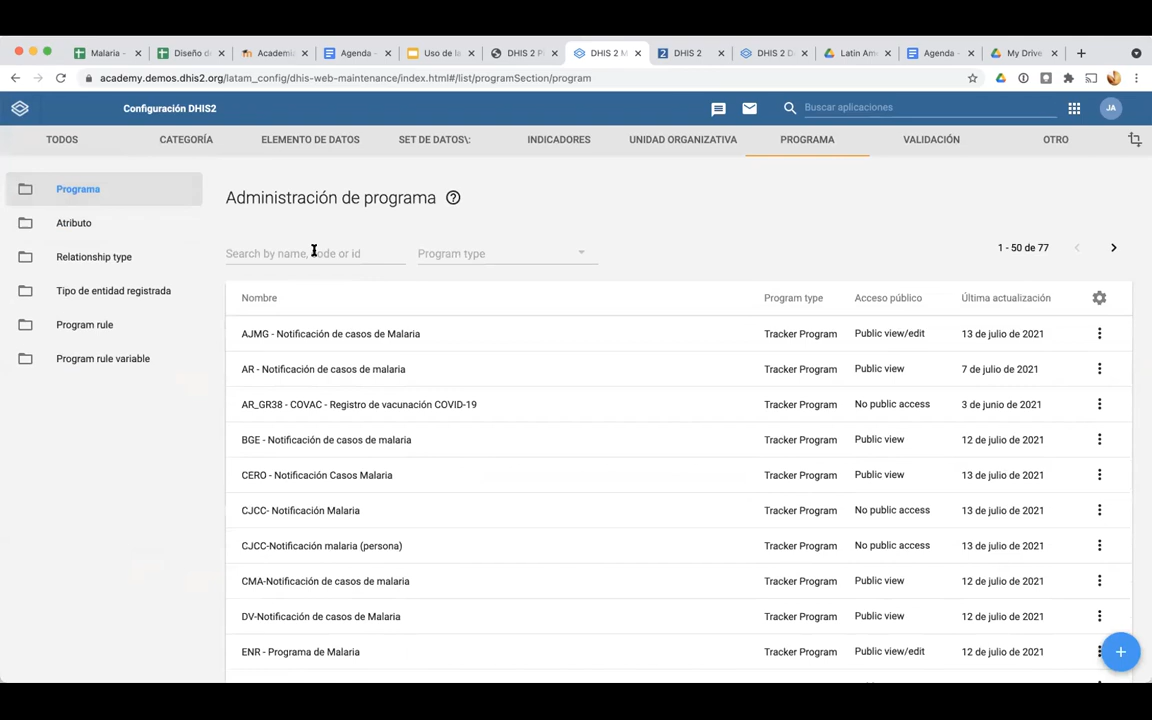 Malaria -
Diseño de
Academia
Agenda -
Uso de la
DHIS 2 P
DHIS 2 M
DHIS 2
DHIS 2 D
Latin Am
Agenda -
My Drive
academy.demos.dhis2.org/latam_config/dhis-web-maintenance/index.html#/list/programSection/program
Configuración DHIS2
Buscar aplicaciones
JA
TODOS
CATEGORÍA
ELEMENTO DE DATOS
SET DE DATOS\:
INDICADORES
UNIDAD ORGANIZATIVA
PROGRAMA
VALIDACIÓN
OTRO
Programa
Atributo
Relationship type
Tipo de entidad registrada
Program rule
Program rule variable
Administración de programa
Search by name, code or id
Program type
1 - 50 de 77
Nombre Program type Acceso público Última actualización
AJMG - Notificación de casos de Malaria Tracker Program Public view/edit 13 de julio de 2021
AR - Notificación de casos de malaria Tracker Program Public view 7 de julio de 2021
AR_GR38 - COVAC - Registro de vacunación COVID-19 Tracker Program No public access 3 de junio de 2021
BGE - Notificación de casos de malaria Tracker Program Public view 12 de julio de 2021
CERO - Notificación Casos Malaria Tracker Program Public view 13 de julio de 2021
CJCC- Notificación Malaria Tracker Program No public access 13 de julio de 2021
CJCC-Notificación malaria (persona) Tracker Program No public access 13 de julio de 2021
CMA-Notificación de casos de malaria Tracker Program Public view 12 de julio de 2021
DV-Notificación de casos de Malaria Tracker Program Public view 12 de julio de 2021
ENR - Programa de Malaria Tracker Program Public view/edit 12 de julio de 2021